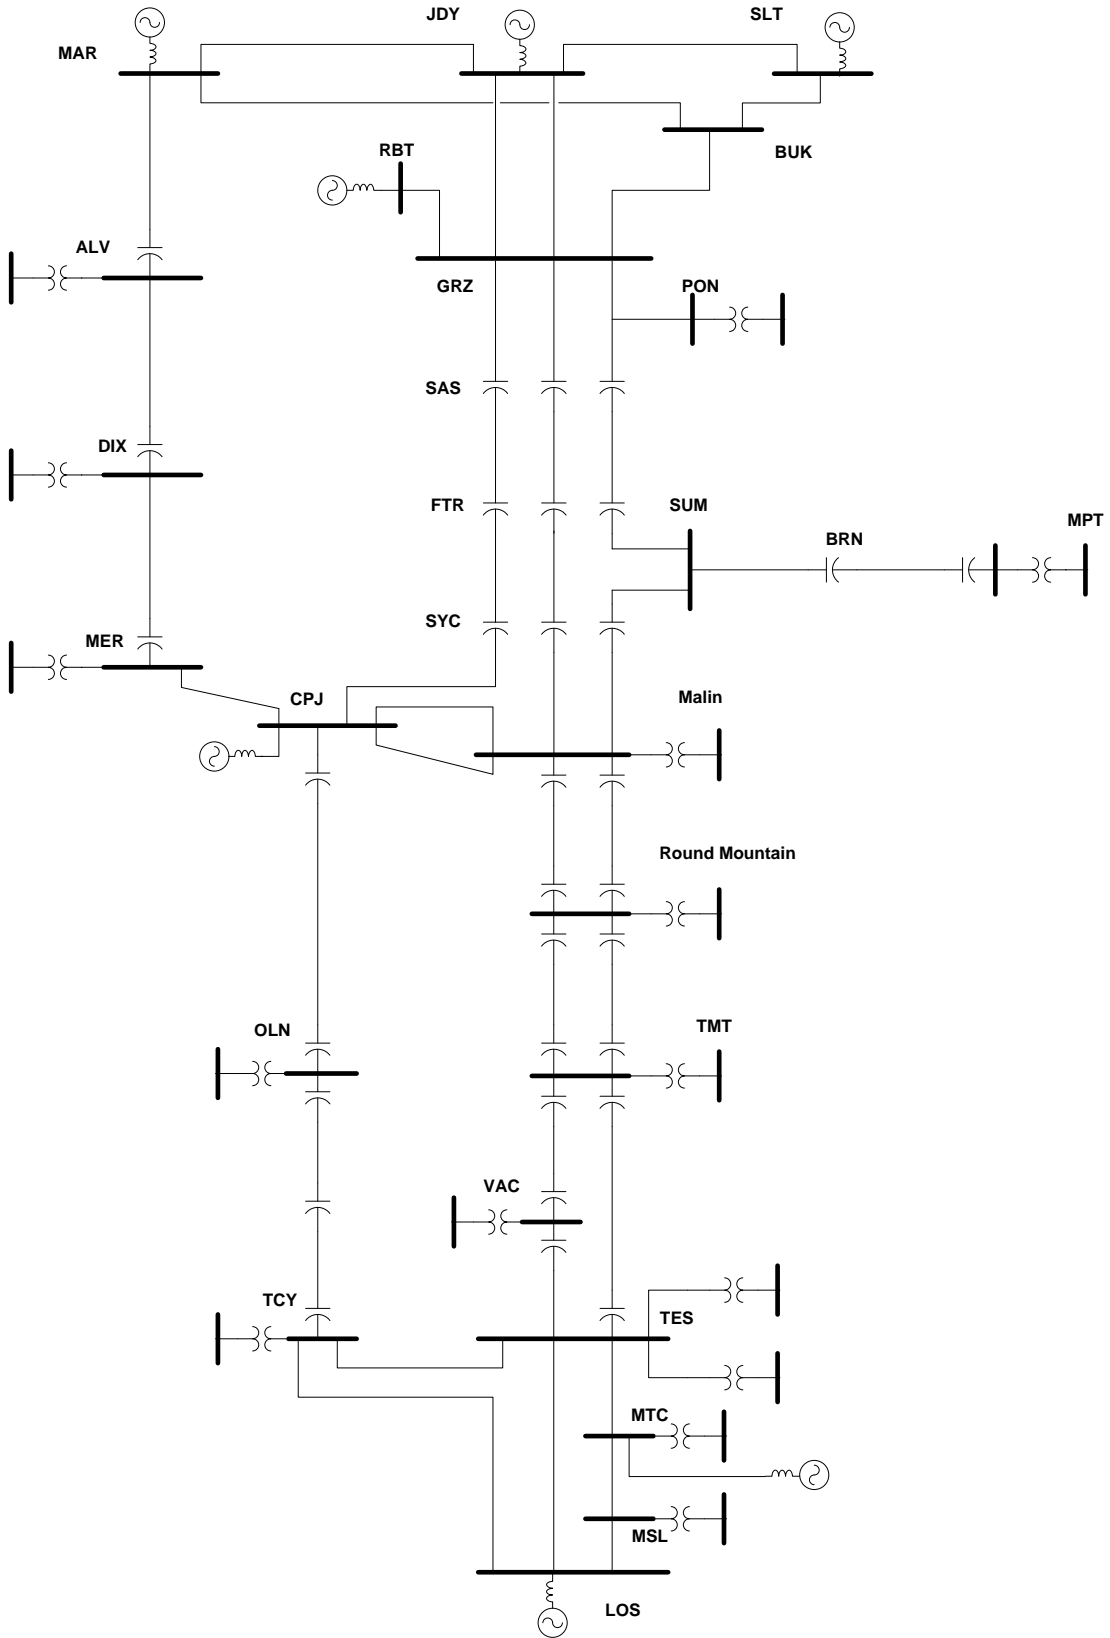 JDY
SLT
MAR
RBT
BUK
ALV
GRZ
PON
SAS
DIX
FTR
SUM
MPT
BRN
SYC
MER
CPJ
Malin
Round Mountain
OLN
TMT
VAC
TCY
TES
MTC
MSL
LOS